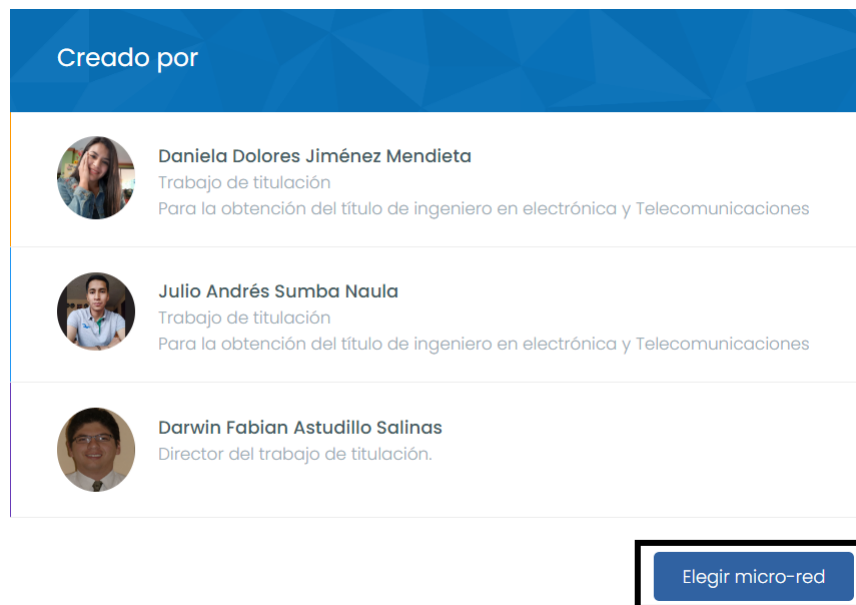 Creado por
Daniela Dolores Jiménez Mendieta
Trabajo de titulación
Para la obtención del título de ingeniero en electrónica y Telecomunicaciones
Julio Andrés Sumba Naula
Trabajo de titulación
Para la obtención del título de ingeniero en electrónica y Telecomunicaciones
Darwin Fabian Astudillo Salinas
Director del trabajo de titulación.
Elegir micro-red